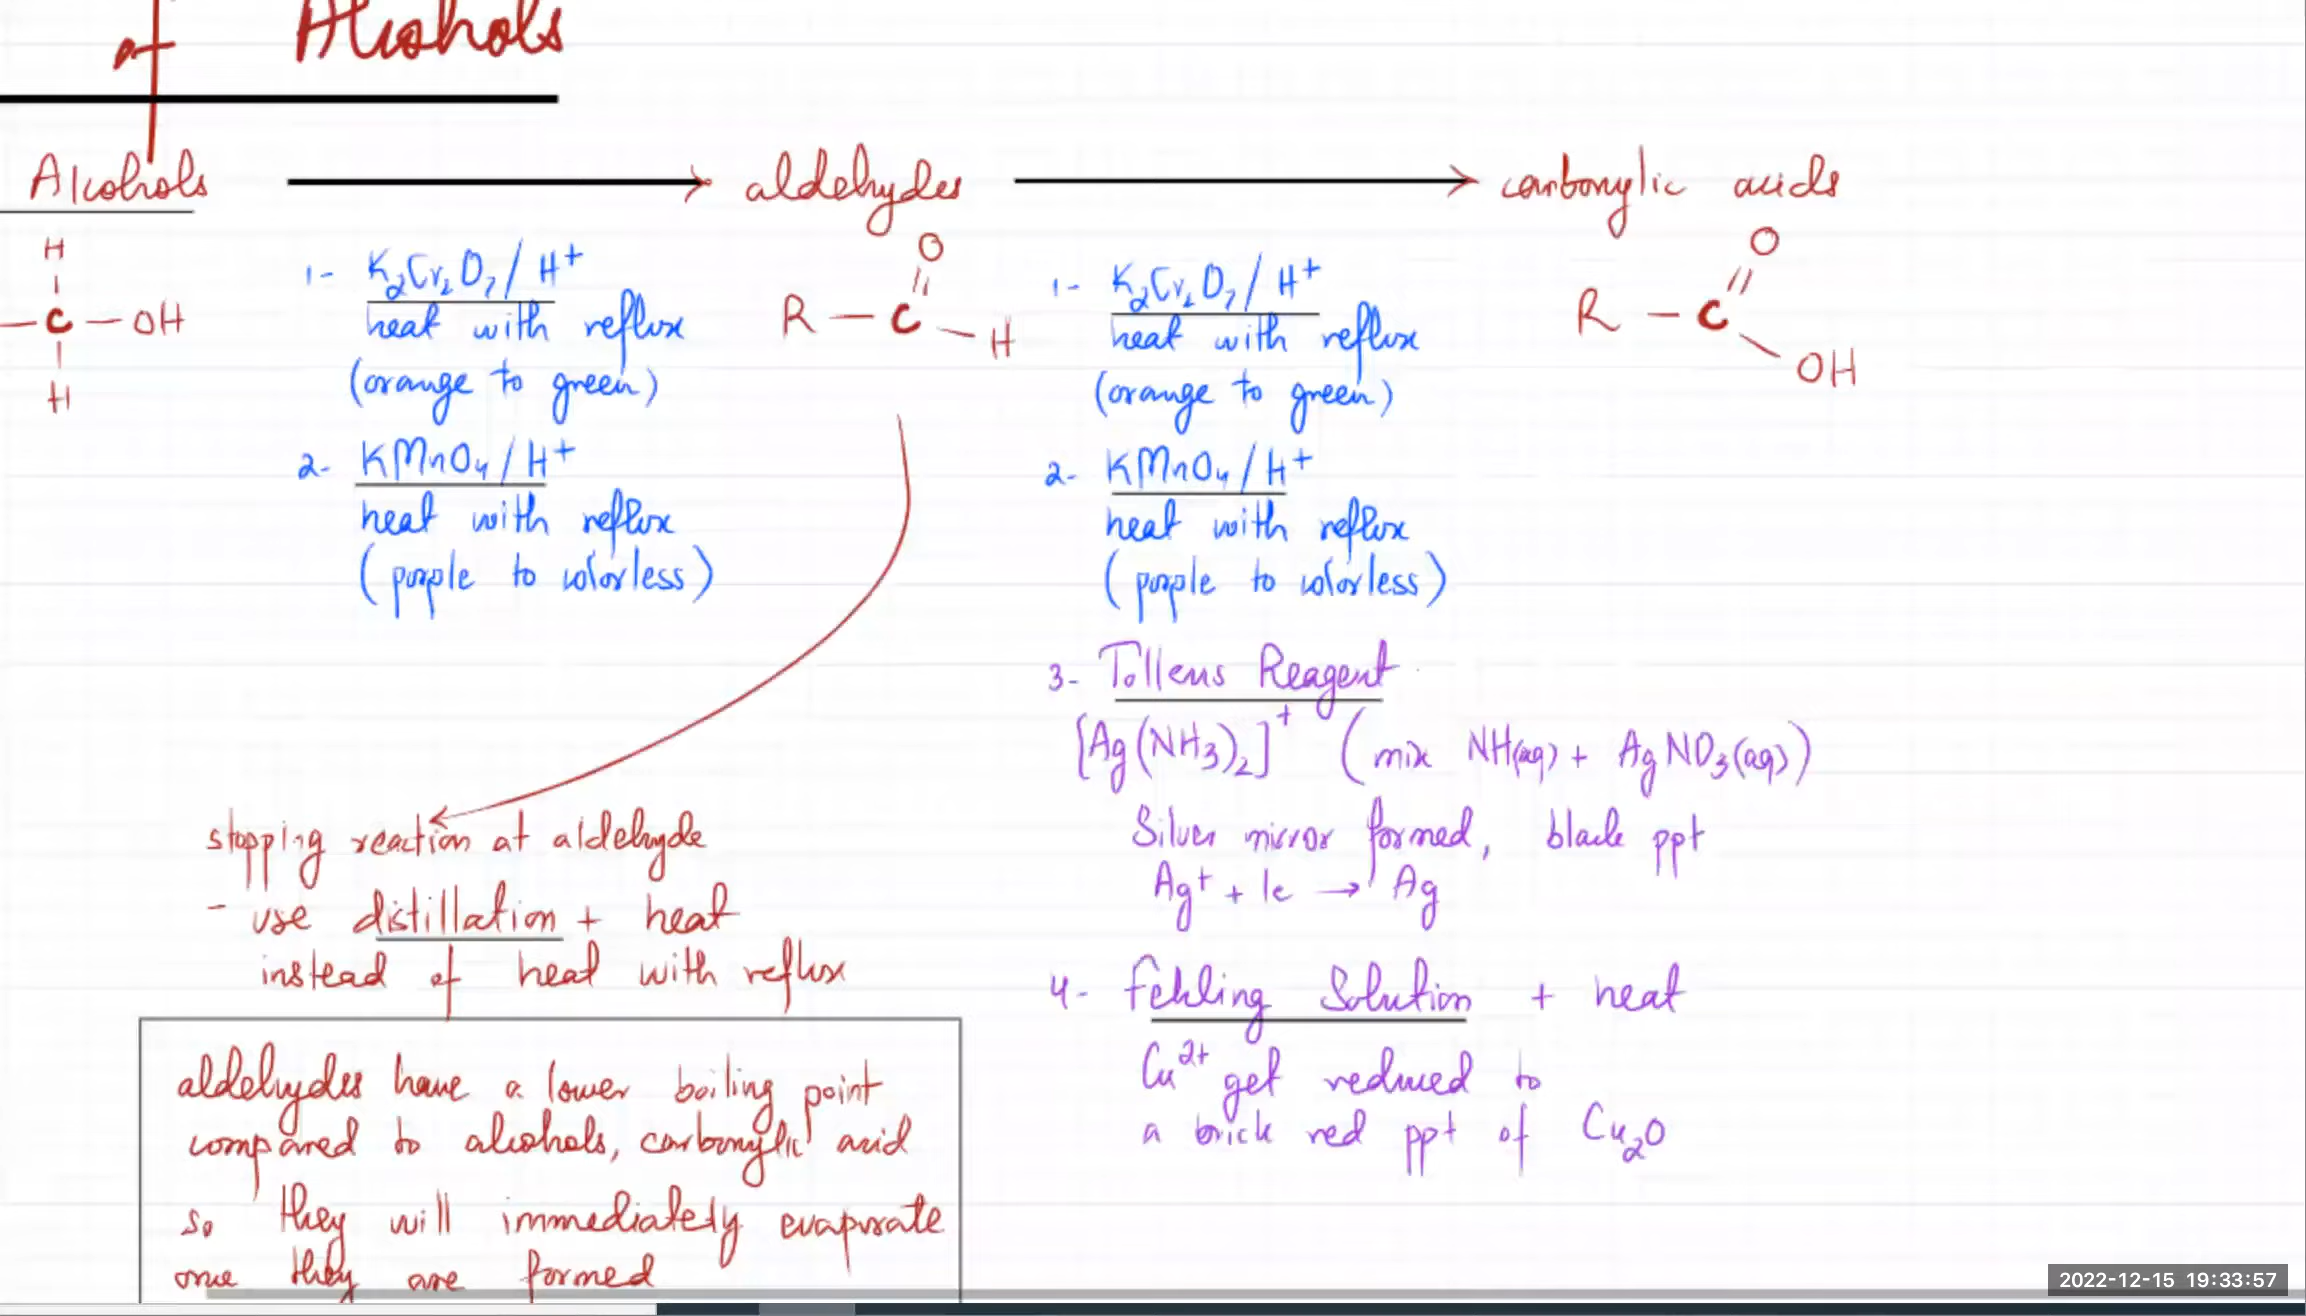 of Alcohols
Alcohols → aldehydes → carbonylic acids
H
– C – OH
H
1- K2Cr2O7 / H+
heat with reflux
(orange to green)
2- KMnO4 / H+
heat with reflux
(purple to colorless)
O
R – C – H
1- K2Cr2O7 / H+
heat with reflux
(orange to green)
2- KMnO4 / H+
heat with reflux
(purple to colorless)
3- Tollens Reagent
[Ag(NH3)2]+ (mix NH(aq) + AgNO3(aq))
Silver mirror formed, black ppt
Ag+ + 1e → Ag
4- Fehling Solution + heat
Cu2+ get reduced to
a brick red ppt of Cu2O
O
R – C
OH
stopping reaction at aldehyde
- use distillation + heat
instead of heat with reflux
aldehydes have a lower boiling point
compared to alcohols, carbonylic acid
so they will immediately evaporate
once they are formed
2022-12-15 19:33:57